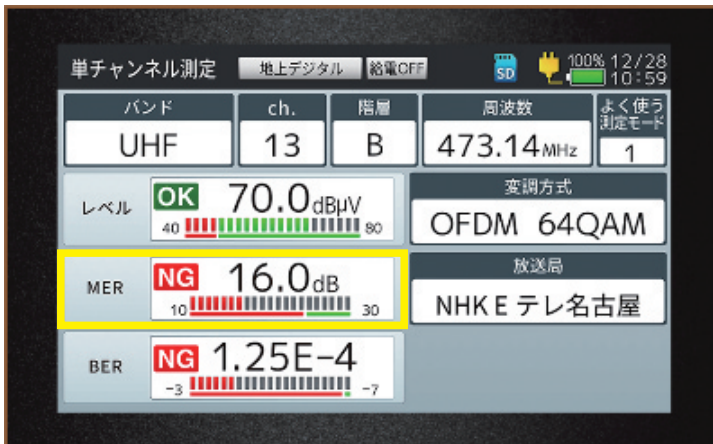 単チャンネル測定 地上デジタル 給電OFF SD 100% 12/28
10:59
バンド ch. 階層 周波数 よく使う
測定モード
UHF 13 B 473.14MHz 1
レベル OK 70.0dBμV
40 80
変調方式
OFDM 64QAM
MER NG 16.0dB
10 30
放送局
NHK E テレ名古屋
BER NG 1.25E-4
-3 -7